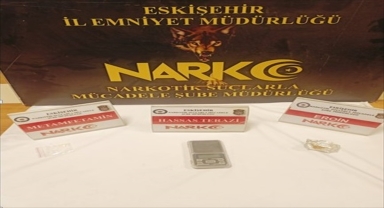 ESKİŞEHİR
İL EMNİYET MÜDÜRLÜĞÜ
NARKO
NARKOTİK SUÇLARLA
MÜCADELE ŞUBE MÜDÜRLÜĞÜ
METAMFETAMİN
NARKO
HASSAS TERAZİ
NARKO
EROİN
NARKO